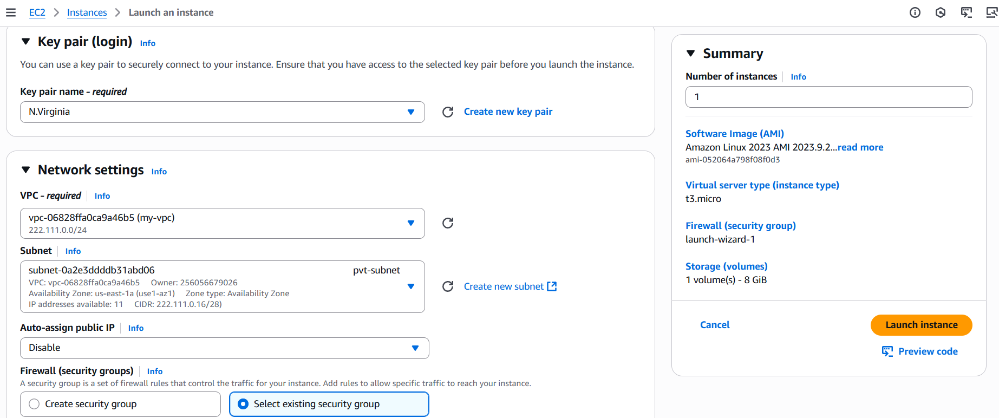 EC2 > Instances > Launch an instance
Key pair (login) Info
You can use a key pair to securely connect to your instance. Ensure that you have access to the selected key pair before you launch the instance.
Key pair name - required
N.Virginia
Create new key pair
Network settings Info
VPC - required Info
vpc-06828ffa0ca9a46b5 (my-vpc)
222.111.0.0/24
Subnet Info
subnet-0a2e3ddddb31abd06 pvt-subnet
VPC: vpc-06828ffa0ca9a46b5 Owner: 256056679026
Availability Zone: us-east-1a (use1-az1) Zone type: Availability Zone
IP addresses available: 11 CIDR: 222.111.0.16/28)
Create new subnet
Auto-assign public IP Info
Disable
Firewall (security groups) Info
A security group is a set of firewall rules that control the traffic for your instance. Add rules to allow specific traffic to reach your instance.
Create security group
Select existing security group
Summary
Number of instances Info
1
Software Image (AMI)
Amazon Linux 2023 AMI 2023.9.2...read more
ami-052064a798f08f0d3
Virtual server type (instance type)
t3.micro
Firewall (security group)
launch-wizard-1
Storage (volumes)
1 volume(s) - 8 GiB
Cancel
Launch instance
Preview code